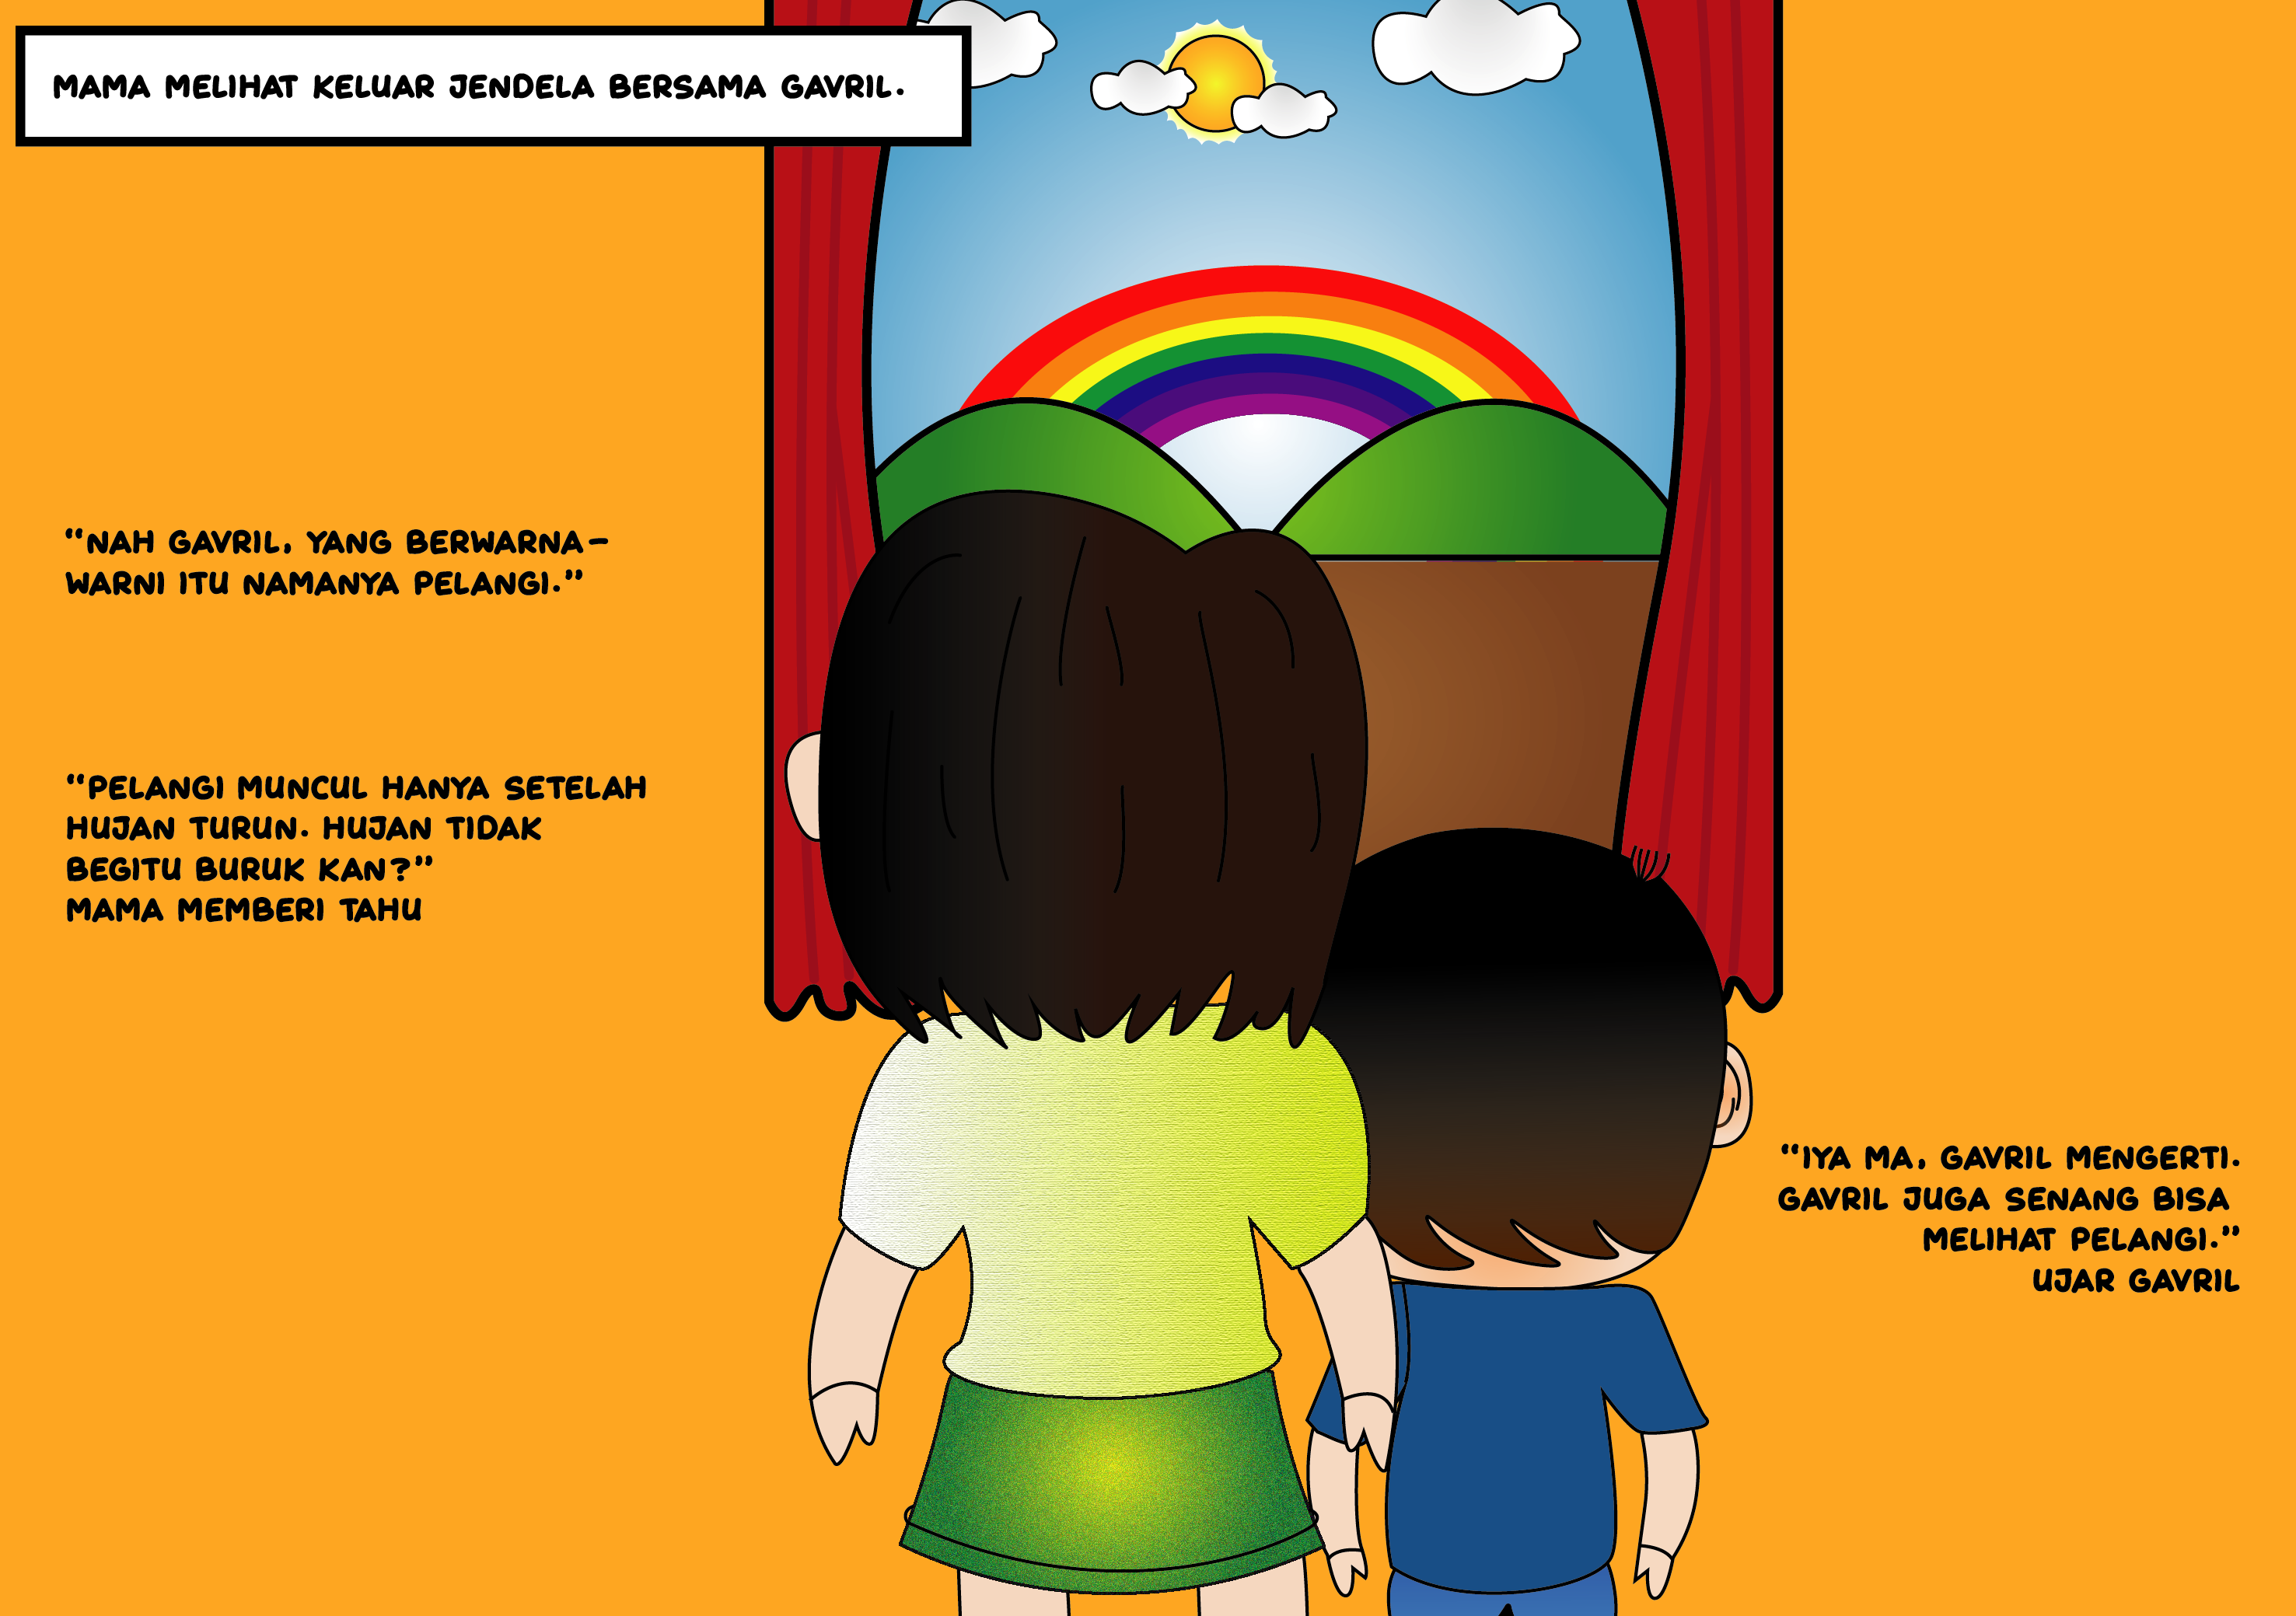 MAMA MELIHAT KELUAR JENDELA BERSAMA GAVRIL.
“NAH GAVRIL, YANG BERWARNA-
WARNI ITU NAMANYA PELANGI.”
“PELANGI MUNCUL HANYA SETELAH
HUJAN TURUN. HUJAN TIDAK
BEGITU BURUK KAN?”
MAMA MEMBERI TAHU
“IYA MA, GAVRIL MENGERTI.
GAVRIL JUGA SENANG BISA
MELIHAT PELANGI.”
UJAR GAVRIL